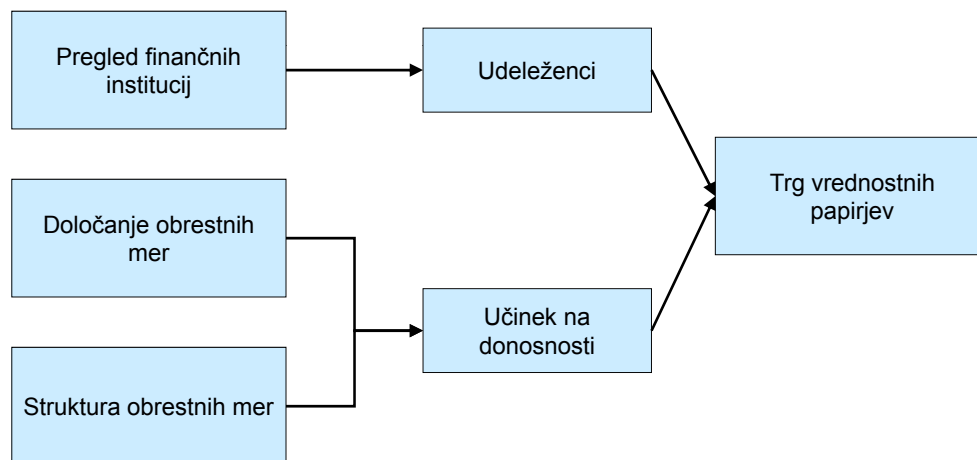 Pregled finančnih
institucij
Udeleženci
Trg vrednostnih
papirjev
Določanje obrestnih
mer
Učinek na
donosnosti
Struktura obrestnih mer